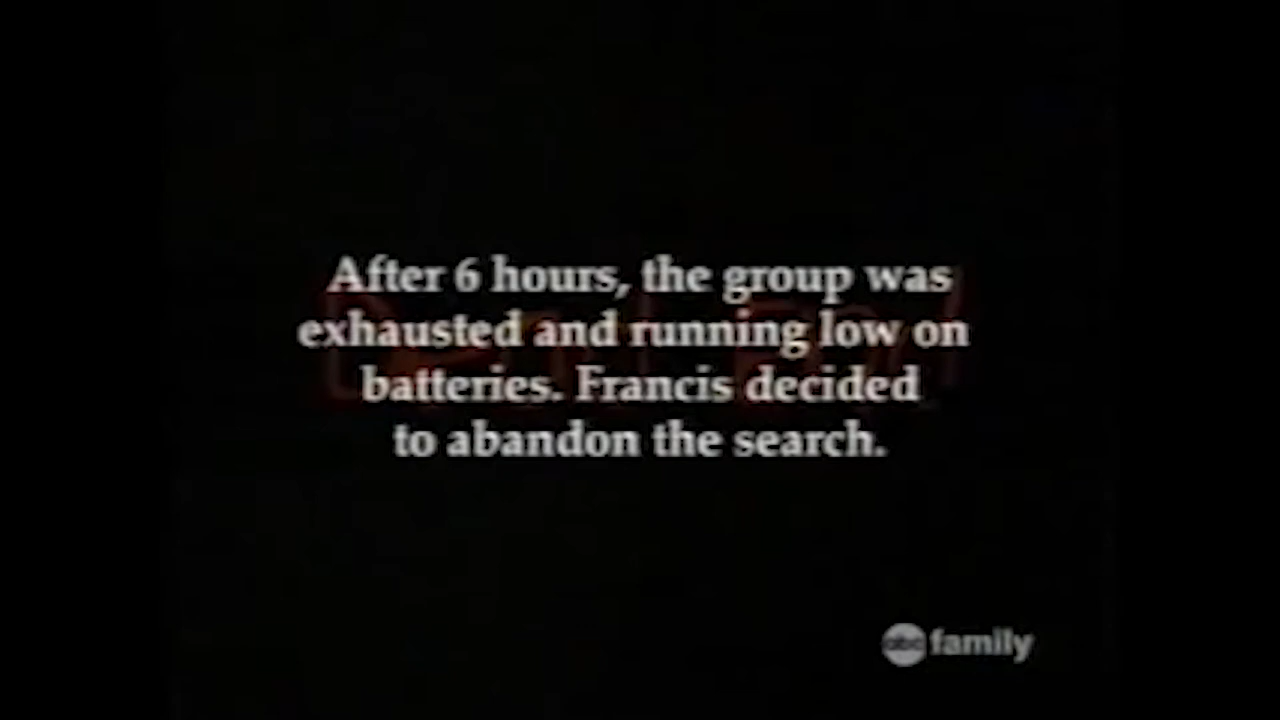 After 6 hours, the group was
exhausted and running low on
batteries. Francis decided
to abandon the search.
abc family